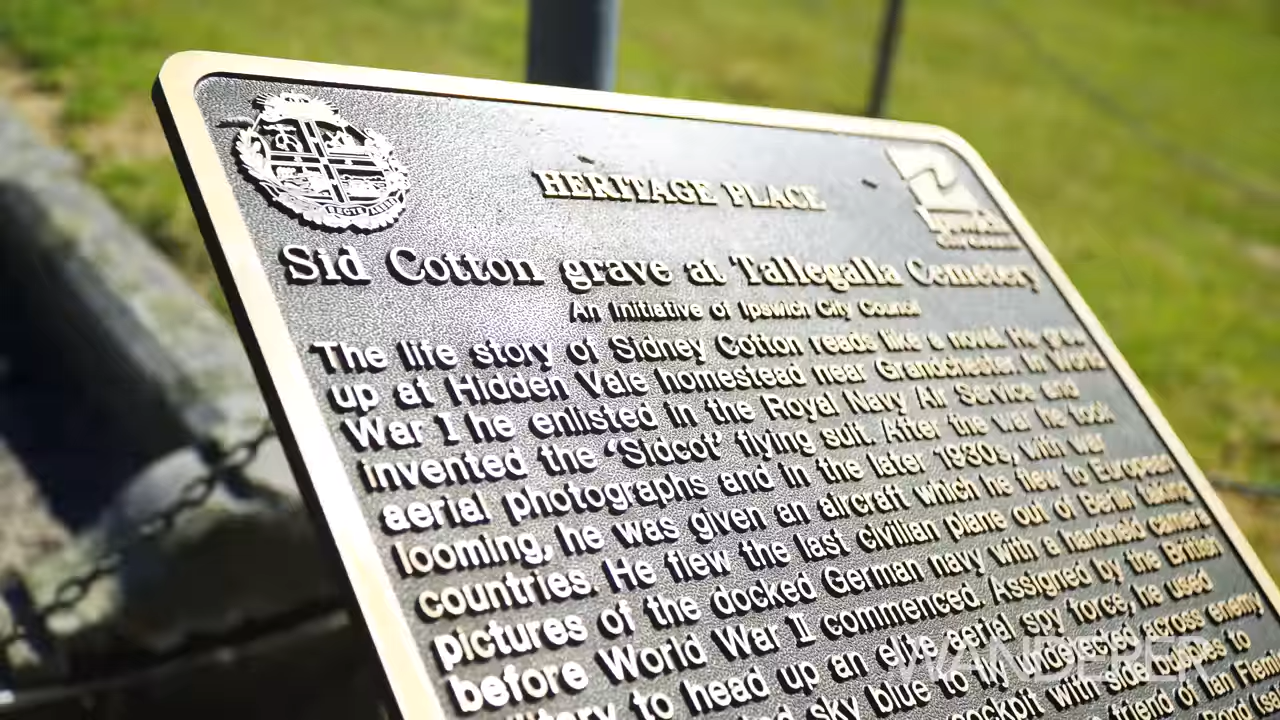 HERITAGE PLACE
Ipswich
City Council
Sid Cotton grave at Tallegalla Cemetery
An Initiative of Ipswich City Council
The life story of Sidney Cotton reads like a novel. He grew
up at Hidden Vale homestead near Grandchester. In World
War I he enlisted in the Royal Navy Air Service and
invented the 'Sidcot' flying suit. After the war he took
aerial photographs and in the later 1930s, with war
looming, he was given an aircraft which he flew to European
countries. He flew the last civilian plane out of Berlin taking
pictures of the docked German navy with a handheld camera
before World War II commenced. Assigned by the British
military to head up an elite aerial spy force, he used
sky blue to fly undetected across enemy
cockpit with side bubbles to
friend of Ian Flemi
WANDERER